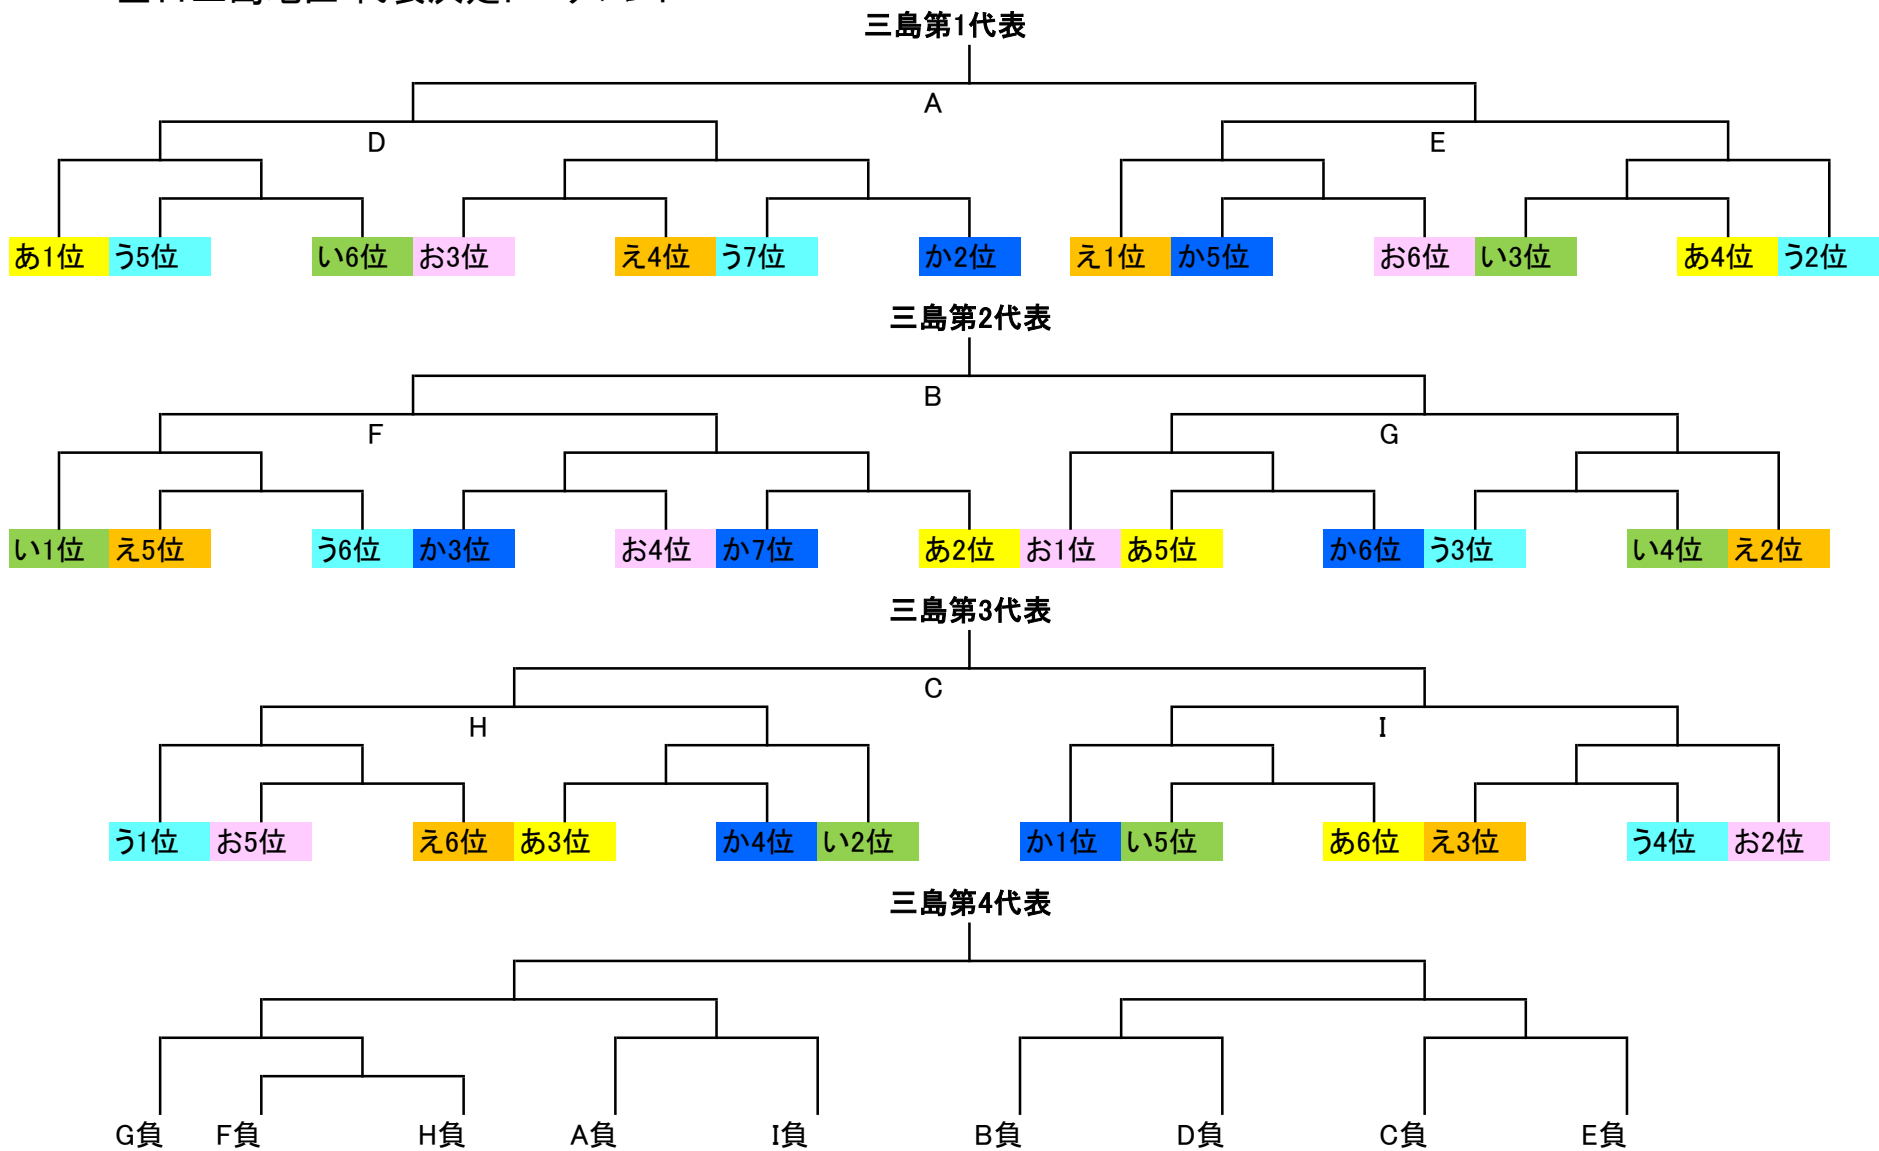 三島第1代表
A
D
E
あ1位 う5位 い6位 お3位 え4位 う7位 か2位 え1位 か5位 お6位 い3位 あ4位 う2位
三島第2代表
B
F
G
い1位 え5位 う6位 か3位 お4位 か7位 あ2位 お1位 あ5位 か6位 う3位 い4位 え2位
三島第3代表
C
H
I
う1位 お5位 え6位 あ3位 か4位 い2位 か1位 い5位 あ6位 え3位 う4位 お2位
三島第4代表
G負 F負 H負 A負 I負 B負 D負 C負 E負